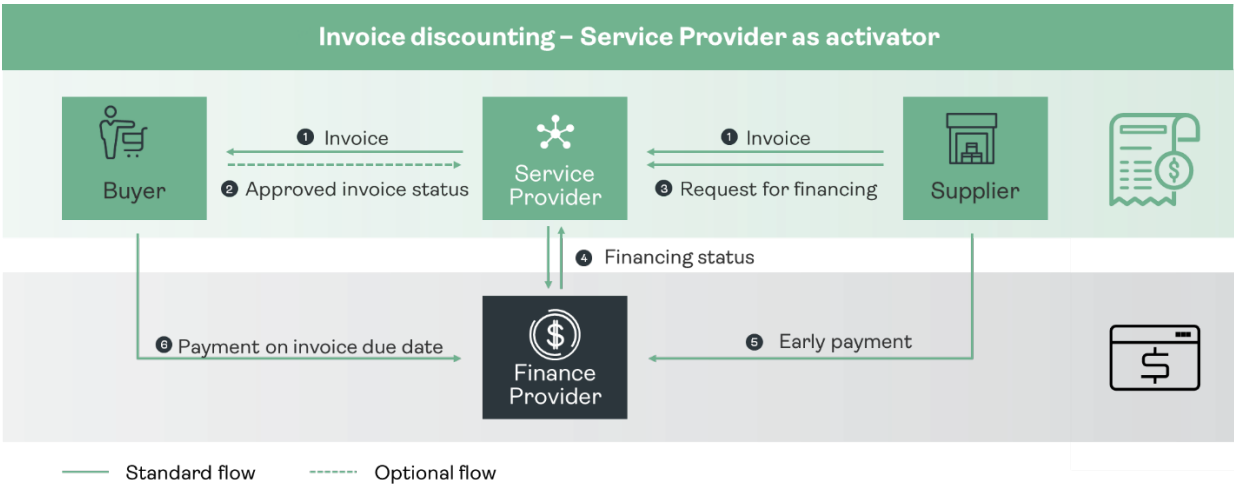 Invoice discounting – Service Provider as activator
Buyer
1 Invoice
2 Approved invoice status
Service
Provider
1 Invoice
3 Request for financing
Supplier
$
4 Financing status
6 Payment on invoice due date
$
Finance
Provider
5 Early payment
$
Standard flow
Optional flow